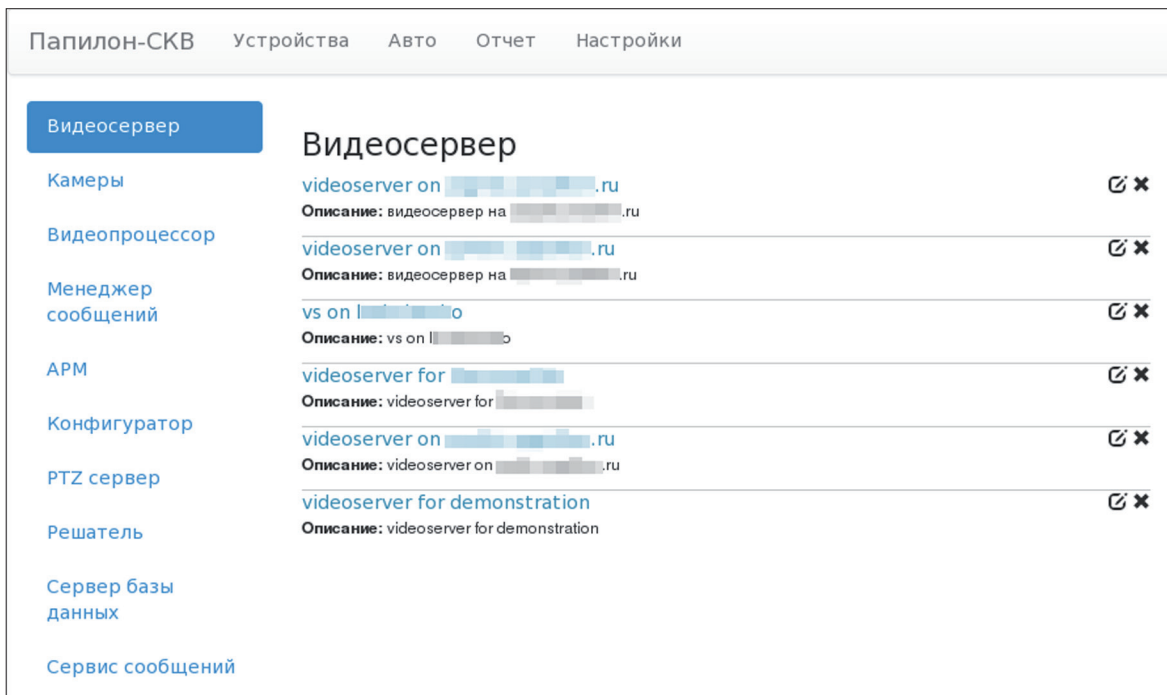 Папилон-СКВ Устройства Авто Отчет Настройки
Видеосервер
Камеры
Видеопроцессор
Менеджер
сообщений
АРМ
Конфигуратор
PTZ сервер
Решатель
Сервер базы
данных
Сервис сообщений
Видеосервер
videoserver on .ru
Описание: видеосервер на .ru
videoserver on .ru
Описание: видеосервер на .ru
vs on
Описание: vs on
videoserver for
Описание: videoserver for
videoserver on .ru
Описание: videoserver on .ru
videoserver for demonstration
Описание: videoserver for demonstration